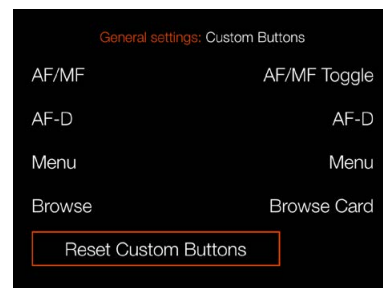 General settings: Custom Buttons
AF/MF AF/MF Toggle
AF-D AF-D
Menu Menu
Browse Browse Card
Reset Custom Buttons